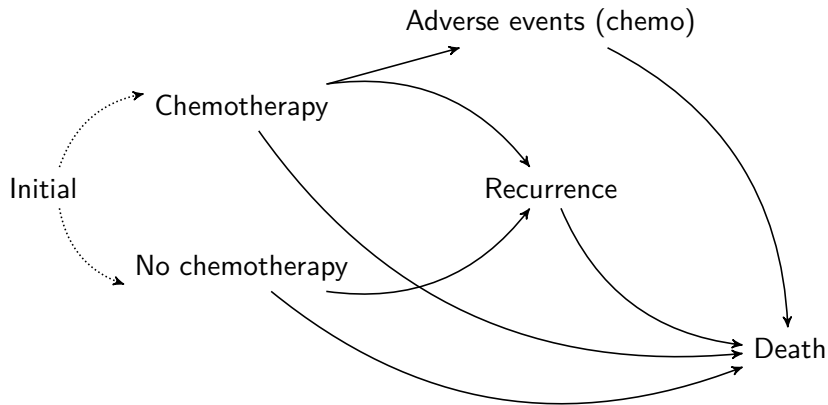 Adverse events (chemo)
Chemotherapy
Initial
Recurrence
No chemotherapy
Death